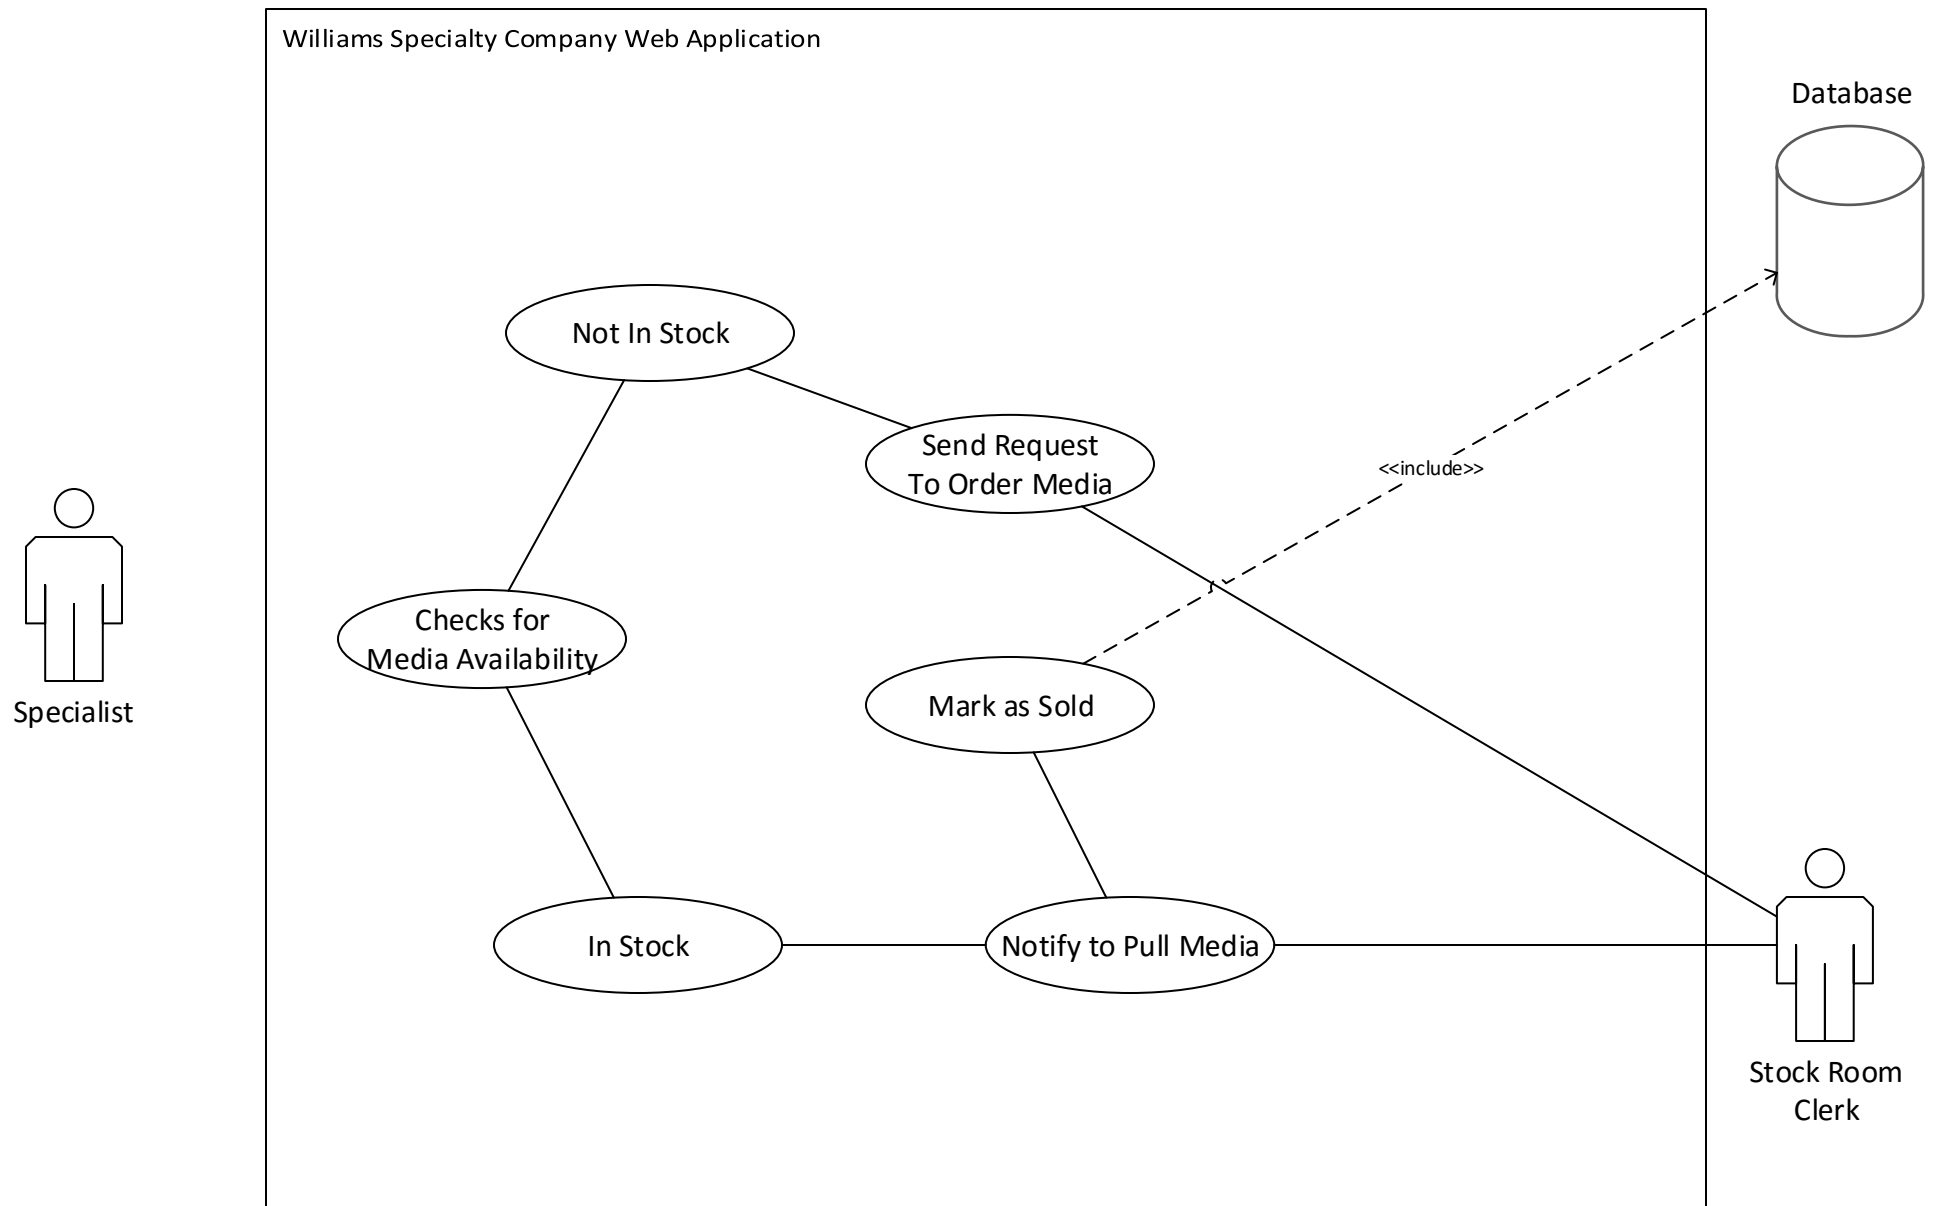 Williams Specialty Company Web Application
Database
Not In Stock
Send Request
To Order Media
<<include>>
Checks for
Media Availability
Specialist
Mark as Sold
In Stock
Notify to Pull Media
Stock Room
Clerk